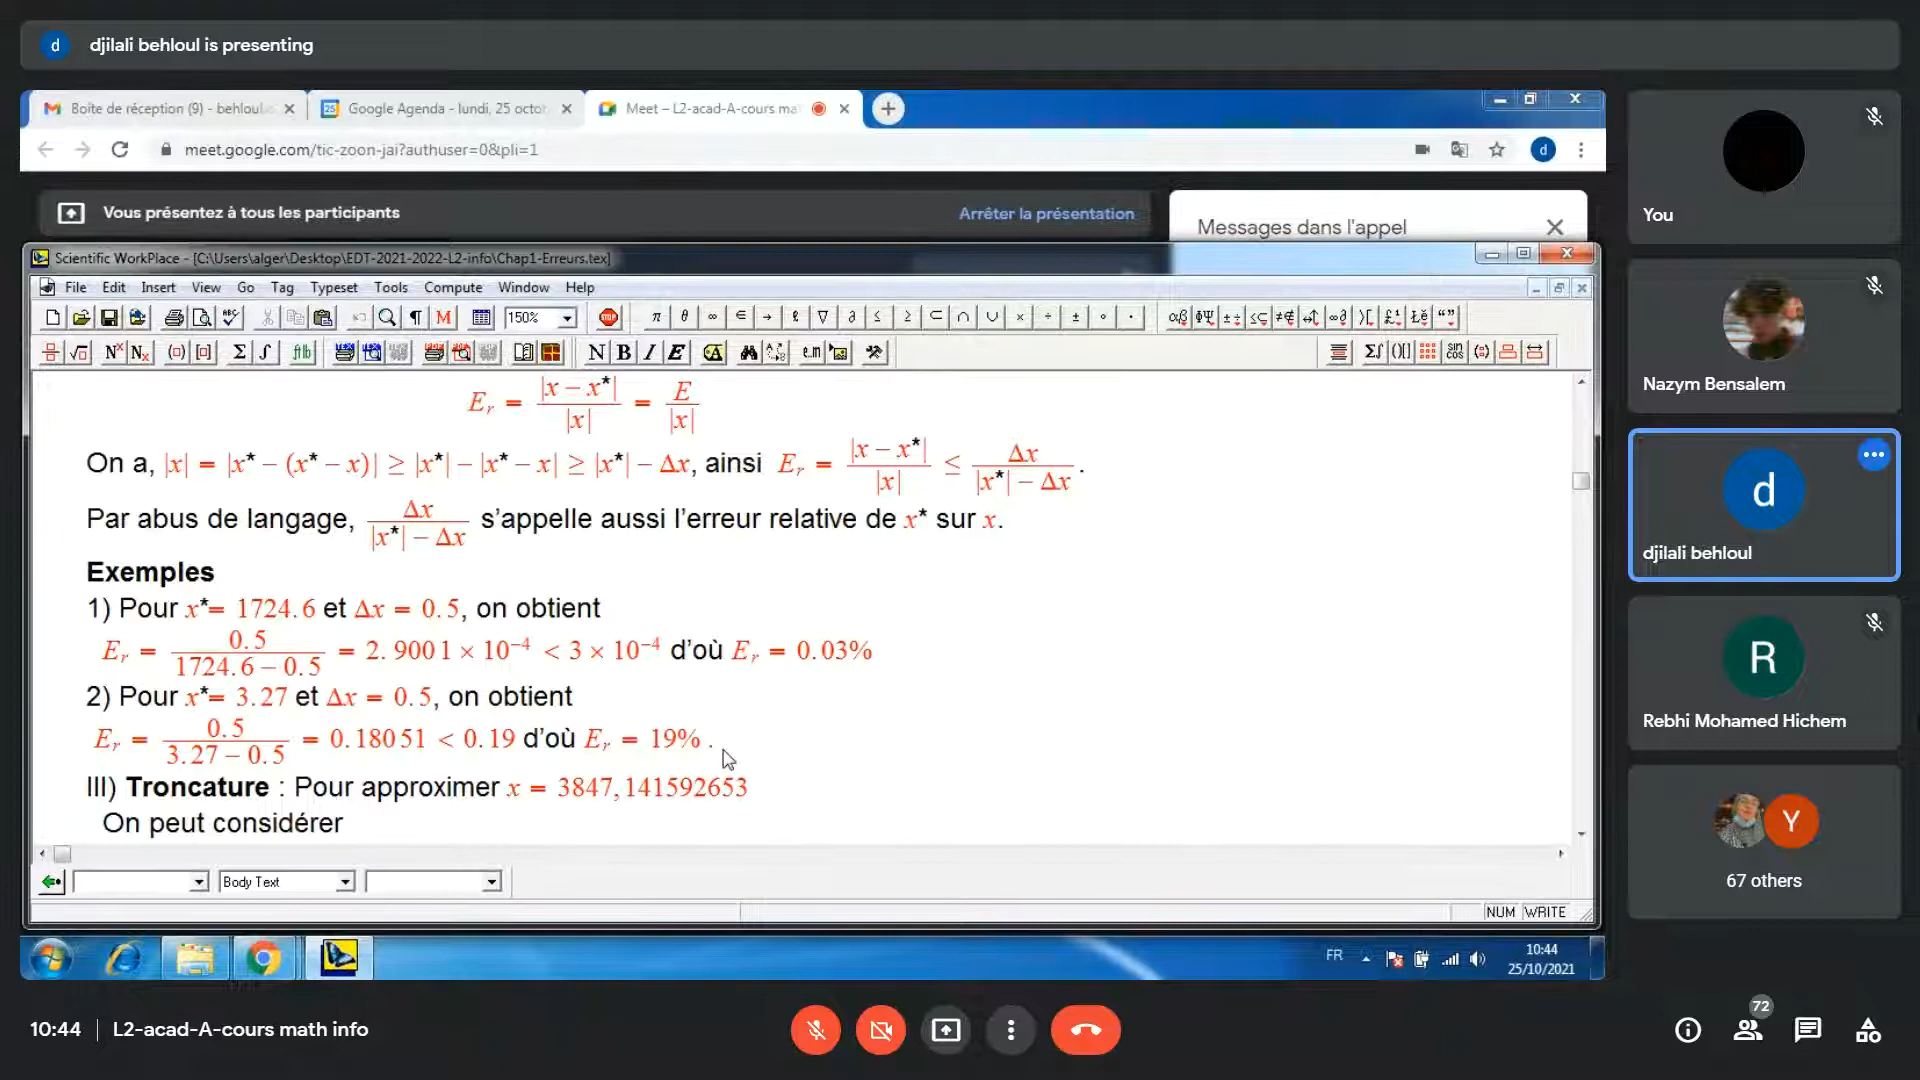 d djilali behloul is presenting
Boîte de réception (9) - behloul. Google Agenda - lundi, 25 octob Meet – L2-acad-A-cours ma
meet.google.com/tic-zoon-jai?authuser=0&pli=1 d
Vous présentez à tous les participants Arrêter la présentation
Messages dans l'appel
Scientific WorkPlace - [C:\Users\alger\Desktop\EDT-2021-2022-L2-info\Chap1-Erreurs.tex]
File Edit Insert View Go Tag Typeset Tools Compute Window Help
150%
E_r = |x − x*| / |x| = E / |x|
On a, |x| = |x* − (x* − x)| ≥ |x*| − |x* − x| ≥ |x*| − Δx, ainsi E_r = |x − x*| / |x| ≤ Δx / (|x*| − Δx) .
Par abus de langage, Δx / (|x*| − Δx) s'appelle aussi l'erreur relative de x* sur x.
Exemples
1) Pour x*= 1724.6 et Δx = 0.5, on obtient
E_r = 0.5 / (1724.6 − 0.5) = 2.9001 × 10⁻⁴ < 3 × 10⁻⁴ d'où E_r = 0.03%
2) Pour x*= 3.27 et Δx = 0.5, on obtient
E_r = 0.5 / (3.27 − 0.5) = 0.18051 < 0.19 d'où E_r = 19% .
III) Troncature : Pour approximer x = 3847,141592653
On peut considérer
Body Text
NUM WRITE
FR 10:44
25/10/2021
You
Nazym Bensalem
d
djilali behloul
R
Rebhi Mohamed Hichem
Y
67 others
10:44 | L2-acad-A-cours math info
72